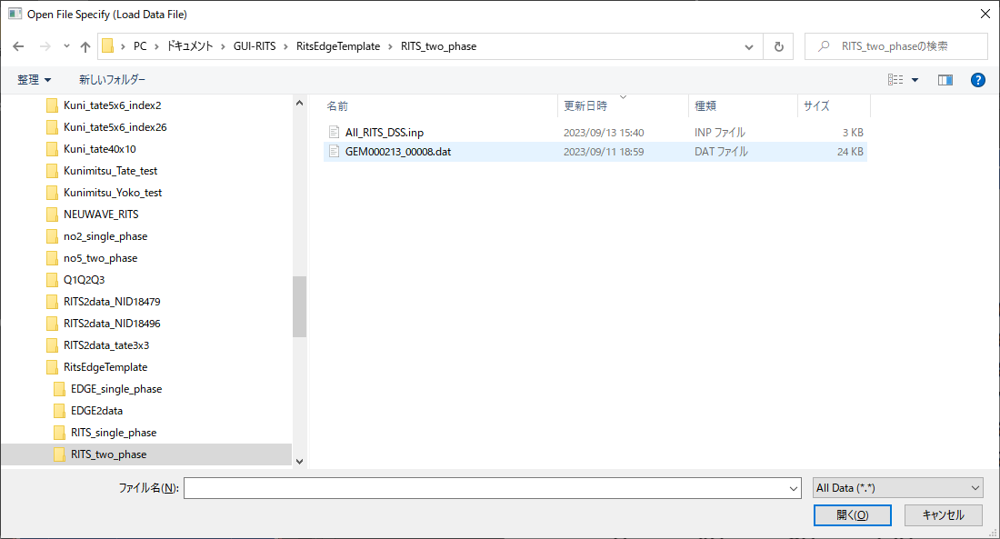 Open File Specify (Load Data File)
PC › ドキュメント › GUI-RITS › RitsEdgeTemplate › RITS_two_phase
RITS_two_phaseの検索
整理 新しいフォルダー
Kuni_tate5x6_index2
Kuni_tate5x6_index26
Kuni_tate40x10
Kunimitsu_Tate_test
Kunimitsu_Yoko_test
NEUWAVE_RITS
no2_single_phase
no5_two_phase
Q1Q2Q3
RITS2data_NID18479
RITS2data_NID18496
RITS2data_tate3x3
RitsEdgeTemplate
EDGE_single_phase
EDGE2data
RITS_single_phase
RITS_two_phase
名前 更新日時 種類 サイズ
All_RITS_DSS.inp 2023/09/13 15:40 INP ファイル 3 KB
GEM000213_00008.dat 2023/09/11 18:59 DAT ファイル 24 KB
ファイル名(N):
All Data (*.*)
開く(O) キャンセル